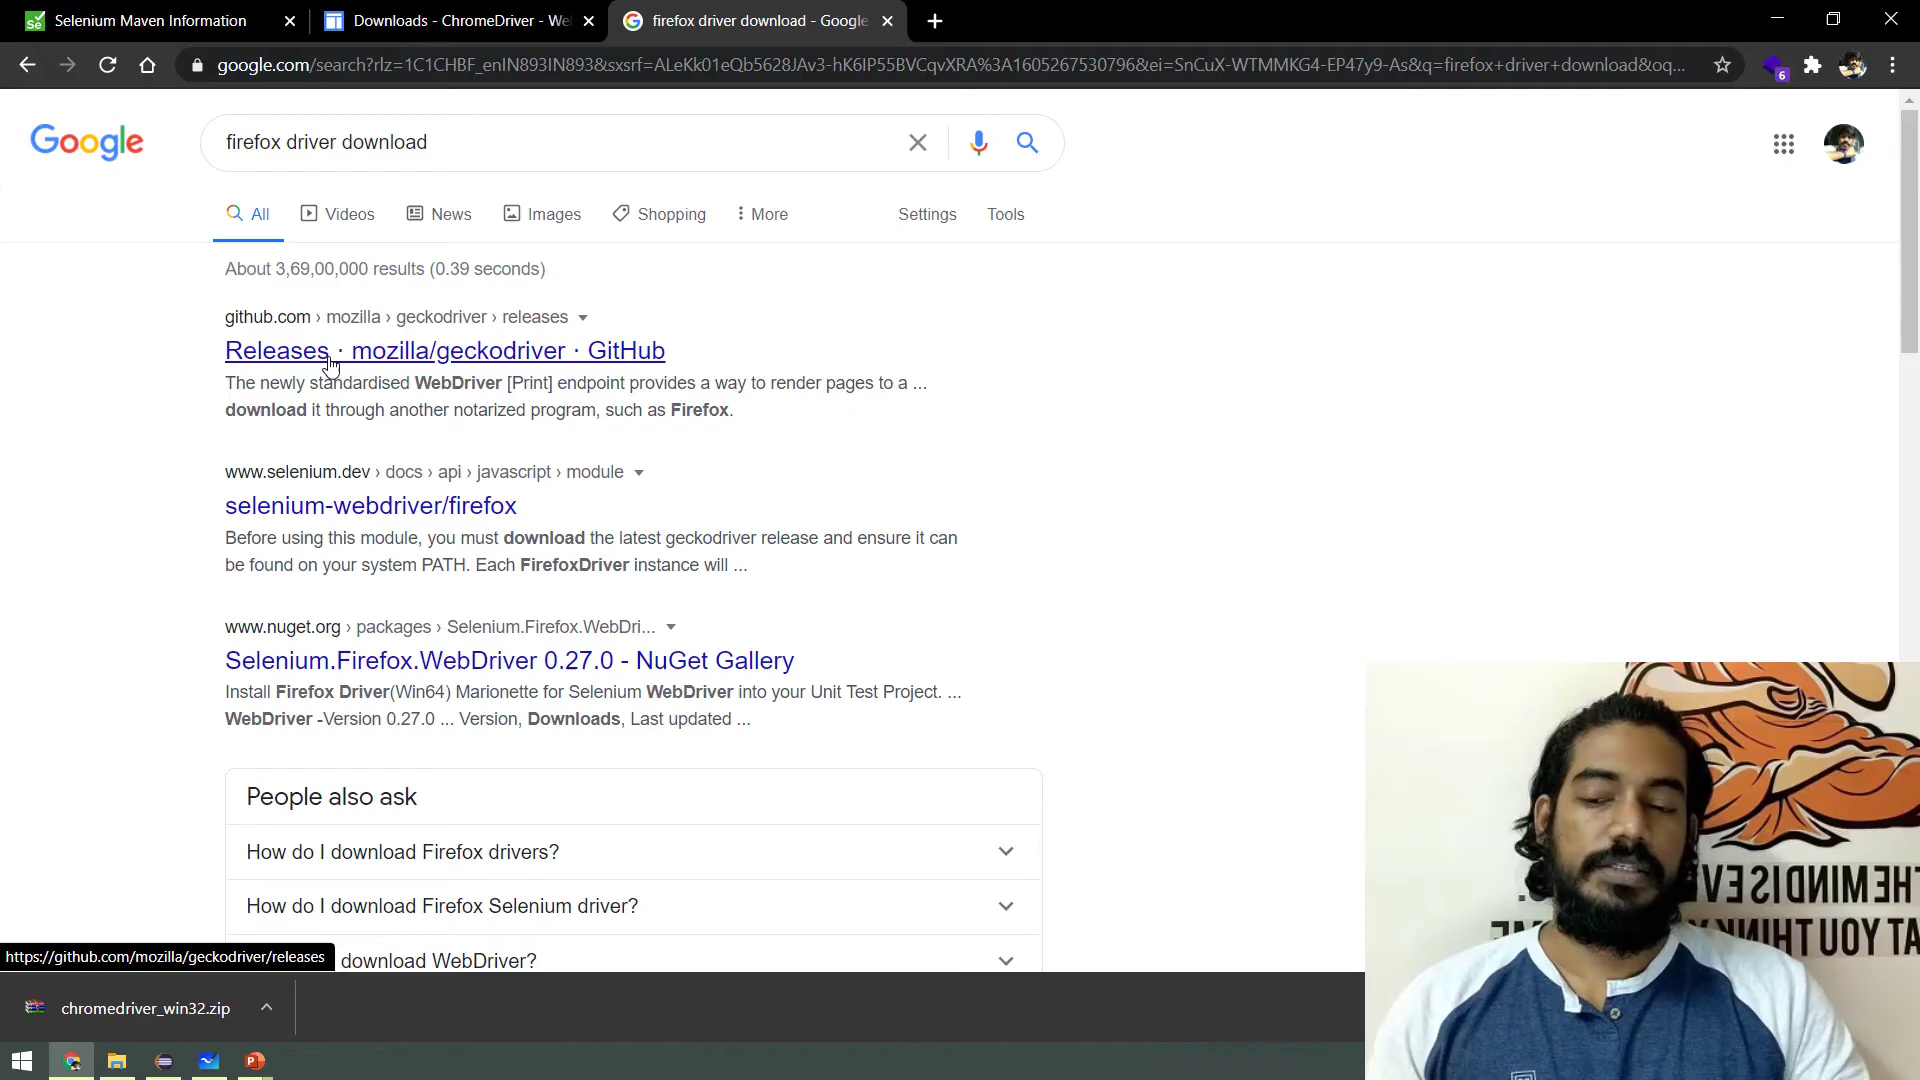 Selenium Maven Information
Downloads - ChromeDriver - We
firefox driver download - Google
google.com/search?rlz=1C1CHBF_enIN893IN893&sxsrf=ALeKk01eQb5628JAv3-hK6IP55BVCqvXRA%3A1605267530796&ei=SnCuX-WTMMKG4-EP47y9-As&q=firefox+driver+download&oq...
6
Google
firefox driver download
All
Videos
News
Images
Shopping
More
Settings
Tools
About 3,69,00,000 results (0.39 seconds)
github.com › mozilla › geckodriver › releases
Releases · mozilla/geckodriver · GitHub
The newly standardised WebDriver [Print] endpoint provides a way to render pages to a ...
download it through another notarized program, such as Firefox.
www.selenium.dev › docs › api › javascript › module
selenium-webdriver/firefox
Before using this module, you must download the latest geckodriver release and ensure it can
be found on your system PATH. Each FirefoxDriver instance will ...
www.nuget.org › packages › Selenium.Firefox.WebDri...
Selenium.Firefox.WebDriver 0.27.0 - NuGet Gallery
Install Firefox Driver(Win64) Marionette for Selenium WebDriver into your Unit Test Project. ...
WebDriver -Version 0.27.0 ... Version, Downloads, Last updated ...
People also ask
How do I download Firefox drivers?
How do I download Firefox Selenium driver?
download WebDriver?
https://github.com/mozilla/geckodriver/releases
chromedriver_win32.zip
THE MIND IS EV
AT YOU THINK